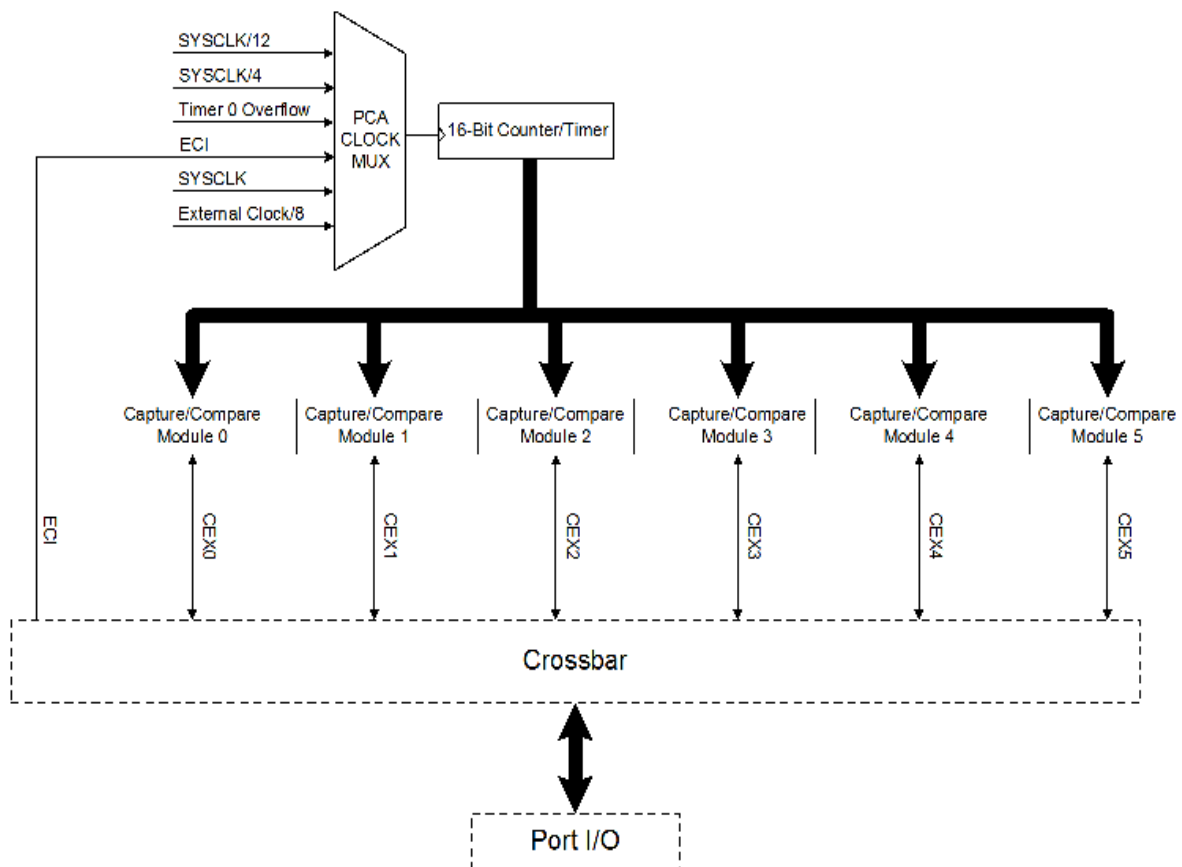 SYSCLK/12
SYSCLK/4
Timer 0 Overflow
ECI
SYSCLK
External Clock/8
PCA
CLOCK
MUX
16-Bit Counter/Timer
Capture/Compare
Module 0
Capture/Compare
Module 1
Capture/Compare
Module 2
Capture/Compare
Module 3
Capture/Compare
Module 4
Capture/Compare
Module 5
ECI
CEX0
CEX1
CEX2
CEX3
CEX4
CEX5
Crossbar
Port I/O